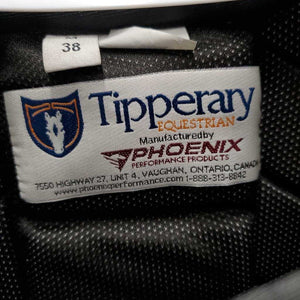 38
Tipperary
EQUESTRIAN
Manufactured by
PHOENIX
PERFORMANCE PRODUCTS
7550 HIGHWAY 27, UNIT 4, VAUGHAN, ONTARIO, CANADA
www.phoenixperformance.com 1-888-313-8842